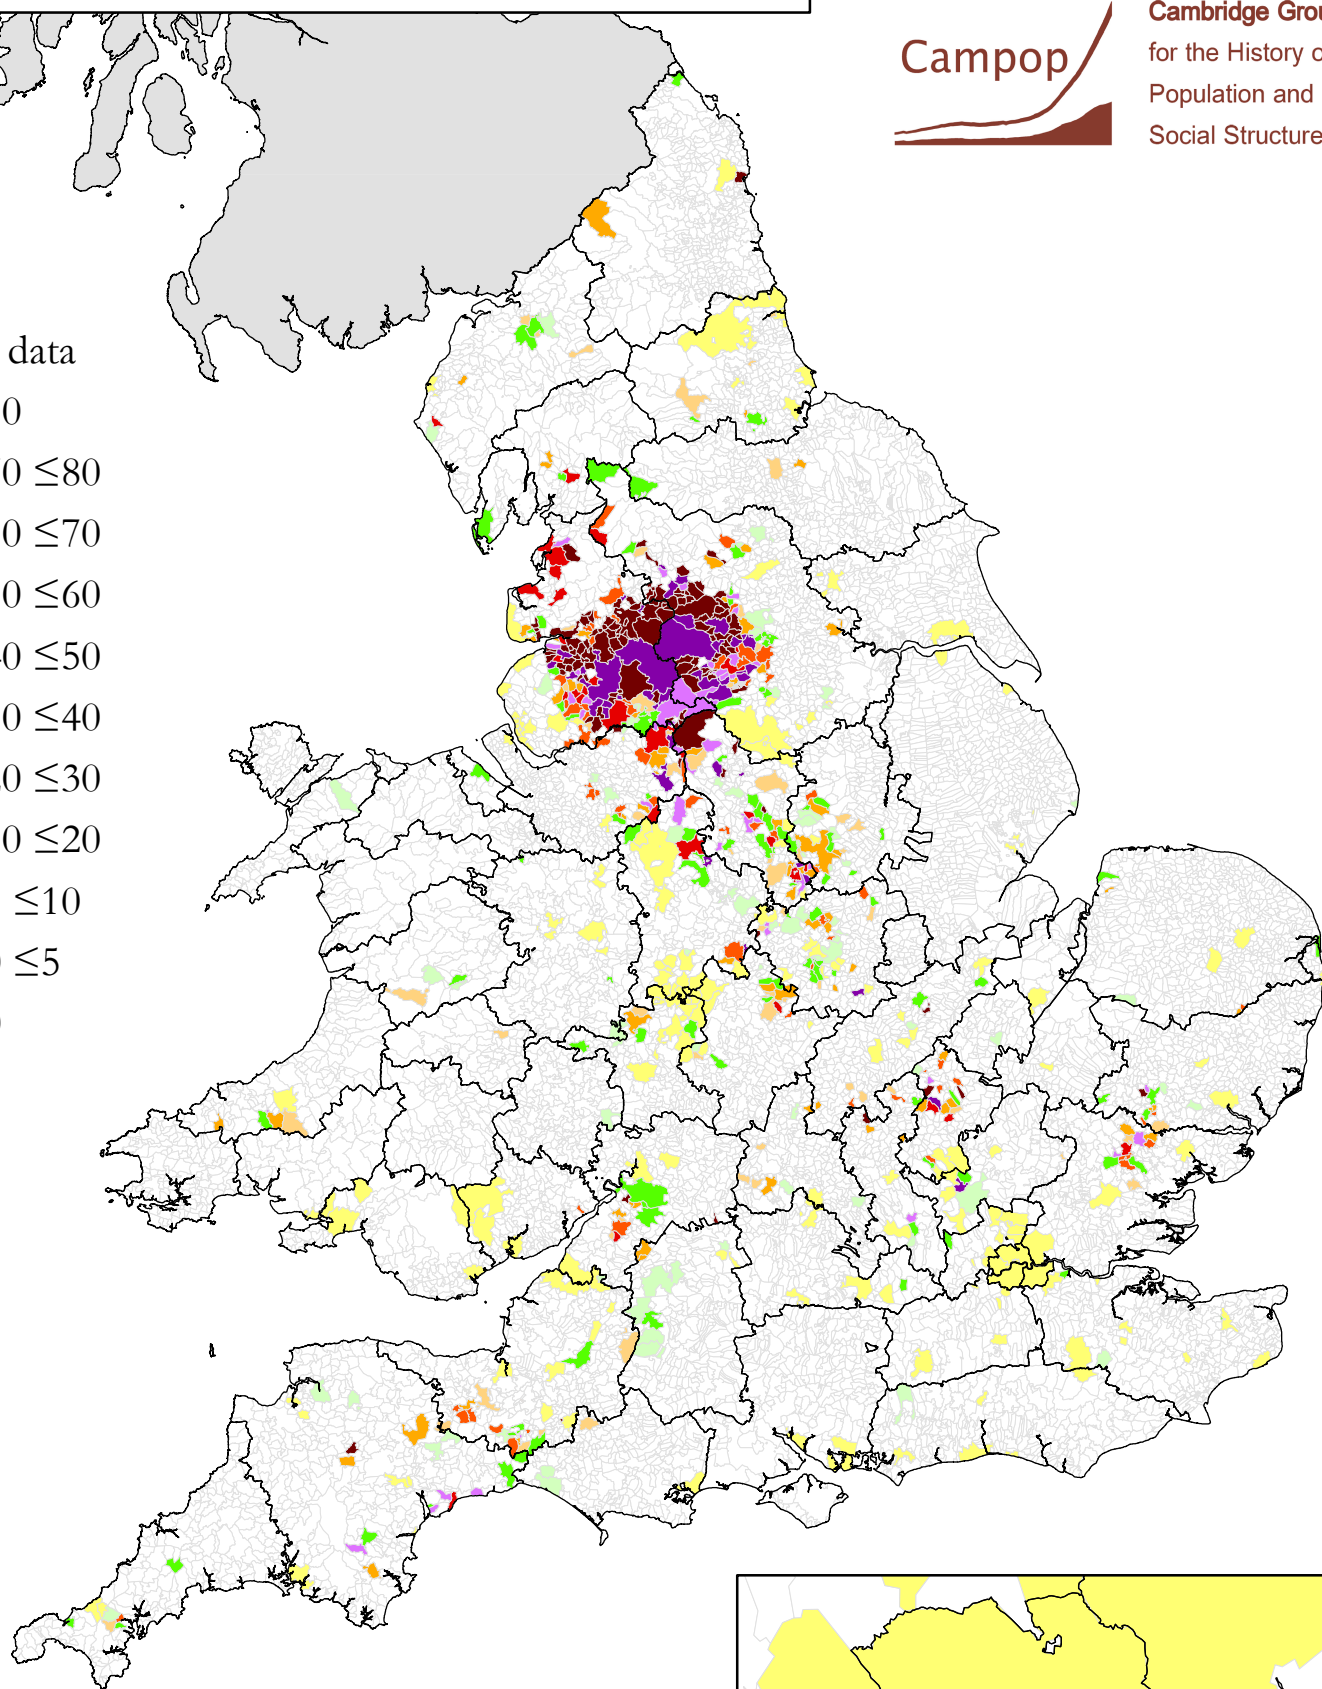 Cambridge Grou
for the History o
Population and
Social Structure
Campop
data
0
0 ≤80
0 ≤70
0 ≤60
0 ≤50
0 ≤40
0 ≤30
0 ≤20
≤10
≤5